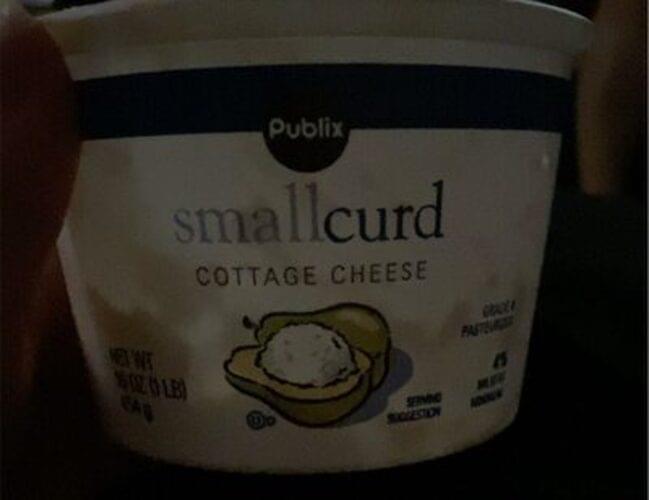 Publix
smallcurd
COTTAGE CHEESE
GRADE A
PASTEURIZED
4%
MILKFAT
MINIMUM
NET WT
16 OZ (1 LB)
454 g
SERVING
SUGGESTION
U D